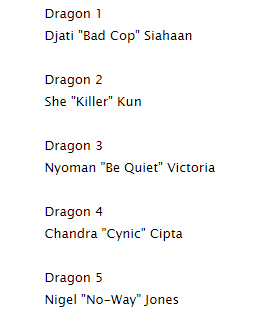 Dragon 1
Djati "Bad Cop" Siahaan
Dragon 2
She "Killer" Kun
Dragon 3
Nyoman "Be Quiet" Victoria
Dragon 4
Chandra "Cynic" Cipta
Dragon 5
Nigel "No-Way" Jones